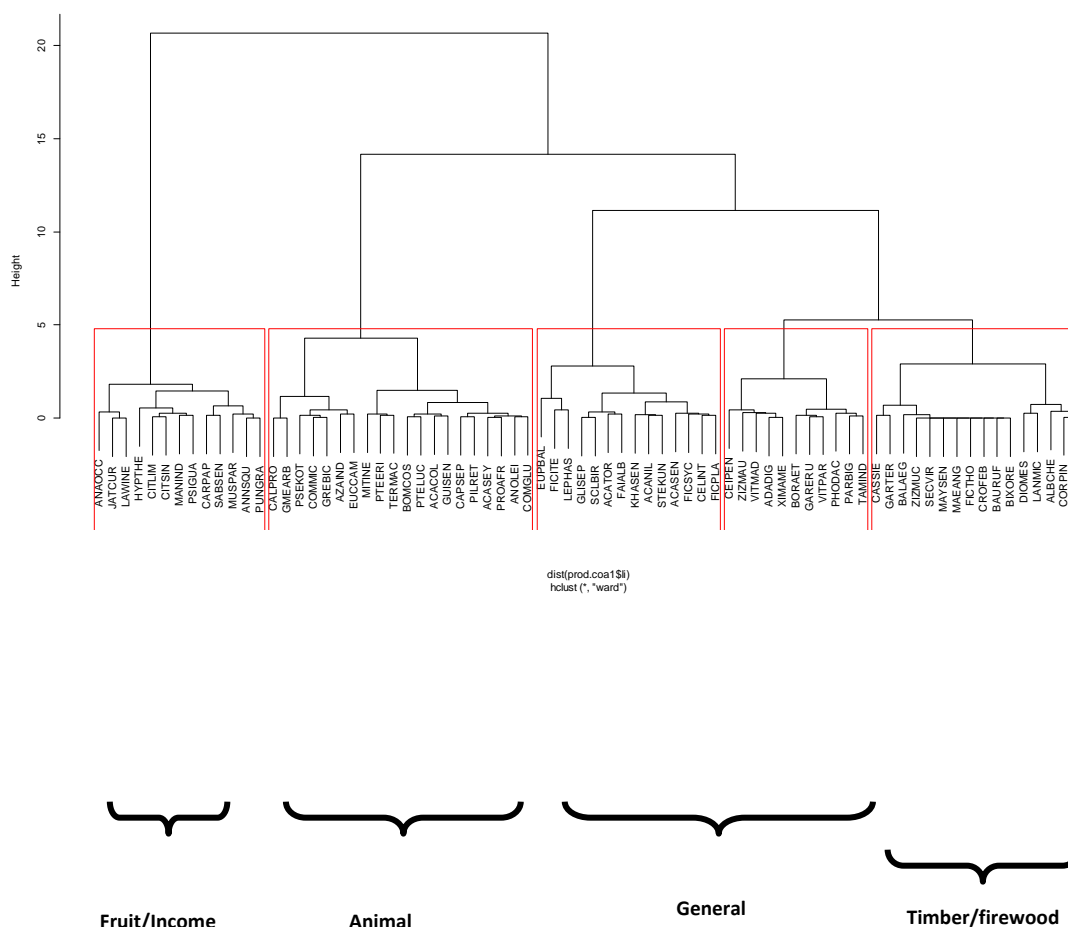 20
15
10
5
0
Height
ANAOCC
JATCUR
LAWINE
HYPTHE
CITLIM
CITSIN
MANIND
PSIGUA
CARPAP
SABSEN
MUSPAR
ANNSQU
PUNGRA
CALPRO
GMEARB
PSEKOT
COMMIC
GREBIC
AZAIND
EUCCAM
MITINE
PTEERI
TERMAC
BOMCOS
PTELUC
ACACOL
GUISEN
CAPSEP
PILRET
ACASEY
PROAFR
ANOLEI
COMGLU
EUPBAL
FICITE
LEPHAS
GLISEP
SCLBIR
ACATOR
FAIALB
KHASEN
ACANIL
STEKUN
ACASEN
FICSYC
CELINT
FICPLA
CEIPEN
ZIZMAU
VITMAD
ADADIG
XIMAME
BORAET
GARERU
VITPAR
PHODAC
PARBIG
TAMIND
CASSIE
GARTER
BALAEG
ZIZMUC
SECVIR
MAYSEN
MAEANG
FICTHO
CROFEB
BAURUF
BIXORE
DIOMES
LANMIC
ALBCHE
CORPIN
dist(prod.coa1$li)
hclust (*, "ward")
Fruit/Income
Animal
General
Timber/firewood